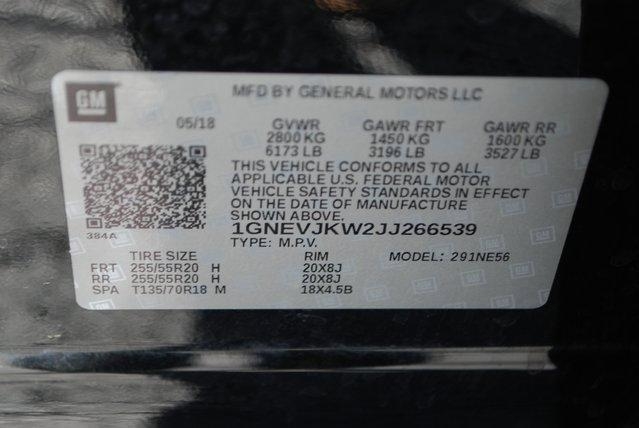 GM
MFD BY GENERAL MOTORS LLC
05/18 GVWR GAWR FRT GAWR RR
2800 KG 1450 KG 1600 KG
6173 LB 3196 LB 3527 LB
THIS VEHICLE CONFORMS TO ALL
APPLICABLE U.S. FEDERAL MOTOR
VEHICLE SAFETY STANDARDS IN EFFECT
ON THE DATE OF MANUFACTURE
SHOWN ABOVE.
384A
1GNEVJKW2JJ266539
TYPE: M.P.V.
TIRE SIZE RIM MODEL: 291NE56
FRT 255/55R20 H 20X8J
RR 255/55R20 H 20X8J
SPA T135/70R18 M 18X4.5B